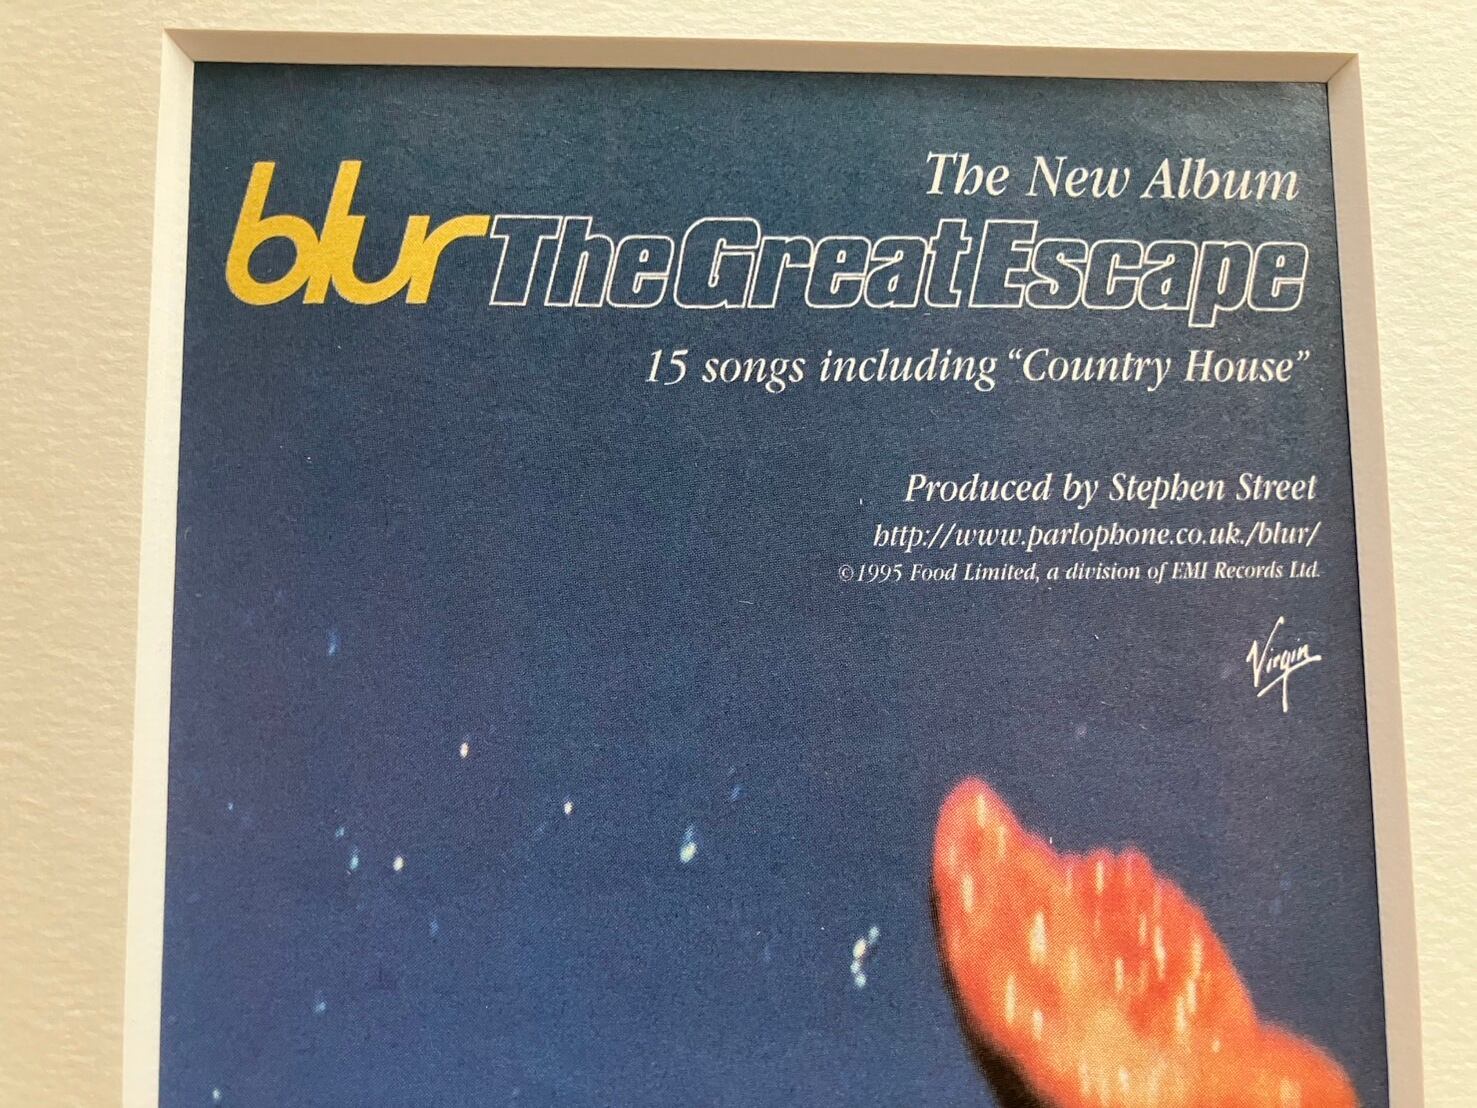 The New Album
blur The Great Escape
15 songs including “Country House”
Produced by Stephen Street
http://www.parlophone.co.uk./blur/
©1995 Food Limited, a division of EMI Records Ltd.
Virgin